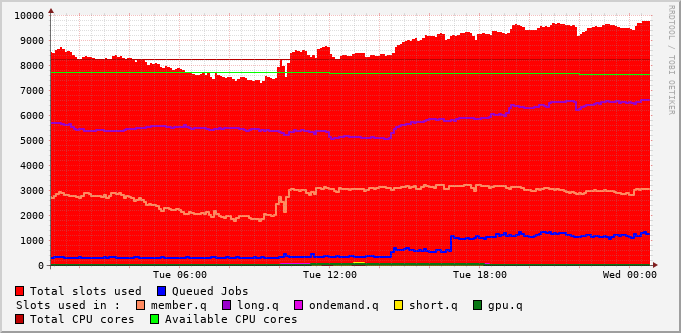 10000
9000
8000
7000
6000
5000
4000
3000
2000
1000
0
Tue 06:00 Tue 12:00 Tue 18:00 Wed 00:00
Total slots used Queued Jobs
Slots used in : member.q long.q ondemand.q short.q gpu.q
Total CPU cores Available CPU cores
RRDTOOL / TOBI OETIKER